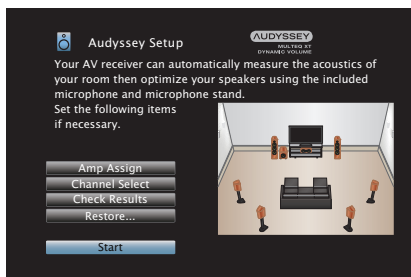 Audyssey Setup
AUDYSSEY
MULTEQ XT
DYNAMIC VOLUME
Your AV receiver can automatically measure the acoustics of
your room then optimize your speakers using the included
microphone and microphone stand.
Set the following items
if necessary.
Amp Assign
Channel Select
Check Results
Restore...
Start